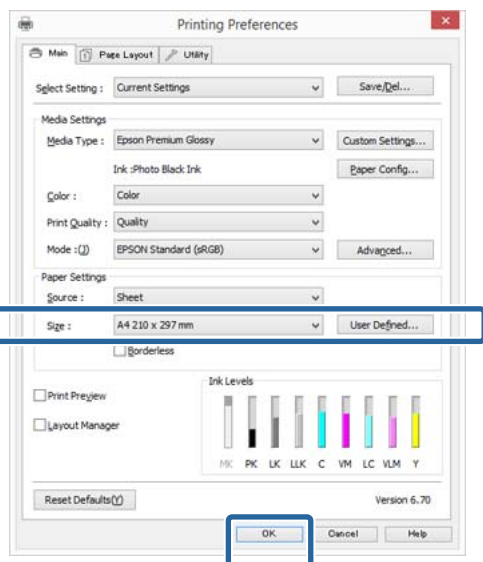 Printing Preferences
Main Page Layout Utility
Select Setting : Current Settings Save/Del...
Media Settings
Media Type : Epson Premium Glossy Custom Settings...
Ink :Photo Black Ink Paper Config...
Color : Color
Print Quality : Quality
Mode :(J) EPSON Standard (sRGB) Advanced...
Paper Settings
Source : Sheet
Size : A4 210 x 297 mm User Defined...
Borderless
Print Preview
Ink Levels
Layout Manager
MK PK LK LLK C VM LC VLM Y
Reset Defaults(Y) Version 6.70
OK Cancel Help